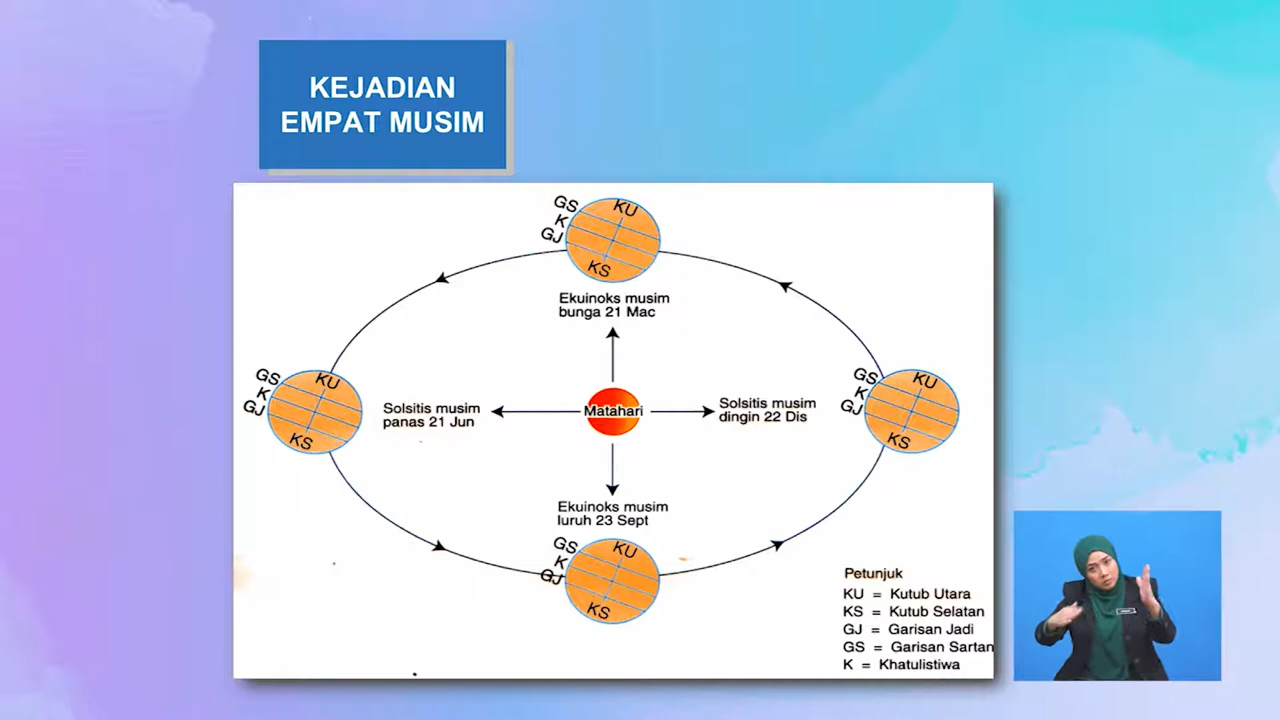 KEJADIAN
EMPAT MUSIM
GS
K
GJ
KU
KS
Ekuinoks musim
bunga 21 Mac
GS
K
GJ
KU
KS
Solsitis musim
panas 21 Jun
Matahari
Solsitis musim
dingin 22 Dis
GS
K
GJ
KU
KS
Ekuinoks musim
luruh 23 Sept
GS
K
GJ
KU
KS
Petunjuk
KU = Kutub Utara
KS = Kutub Selatan
GJ = Garisan Jadi
GS = Garisan Sartan
K = Khatulistiwa